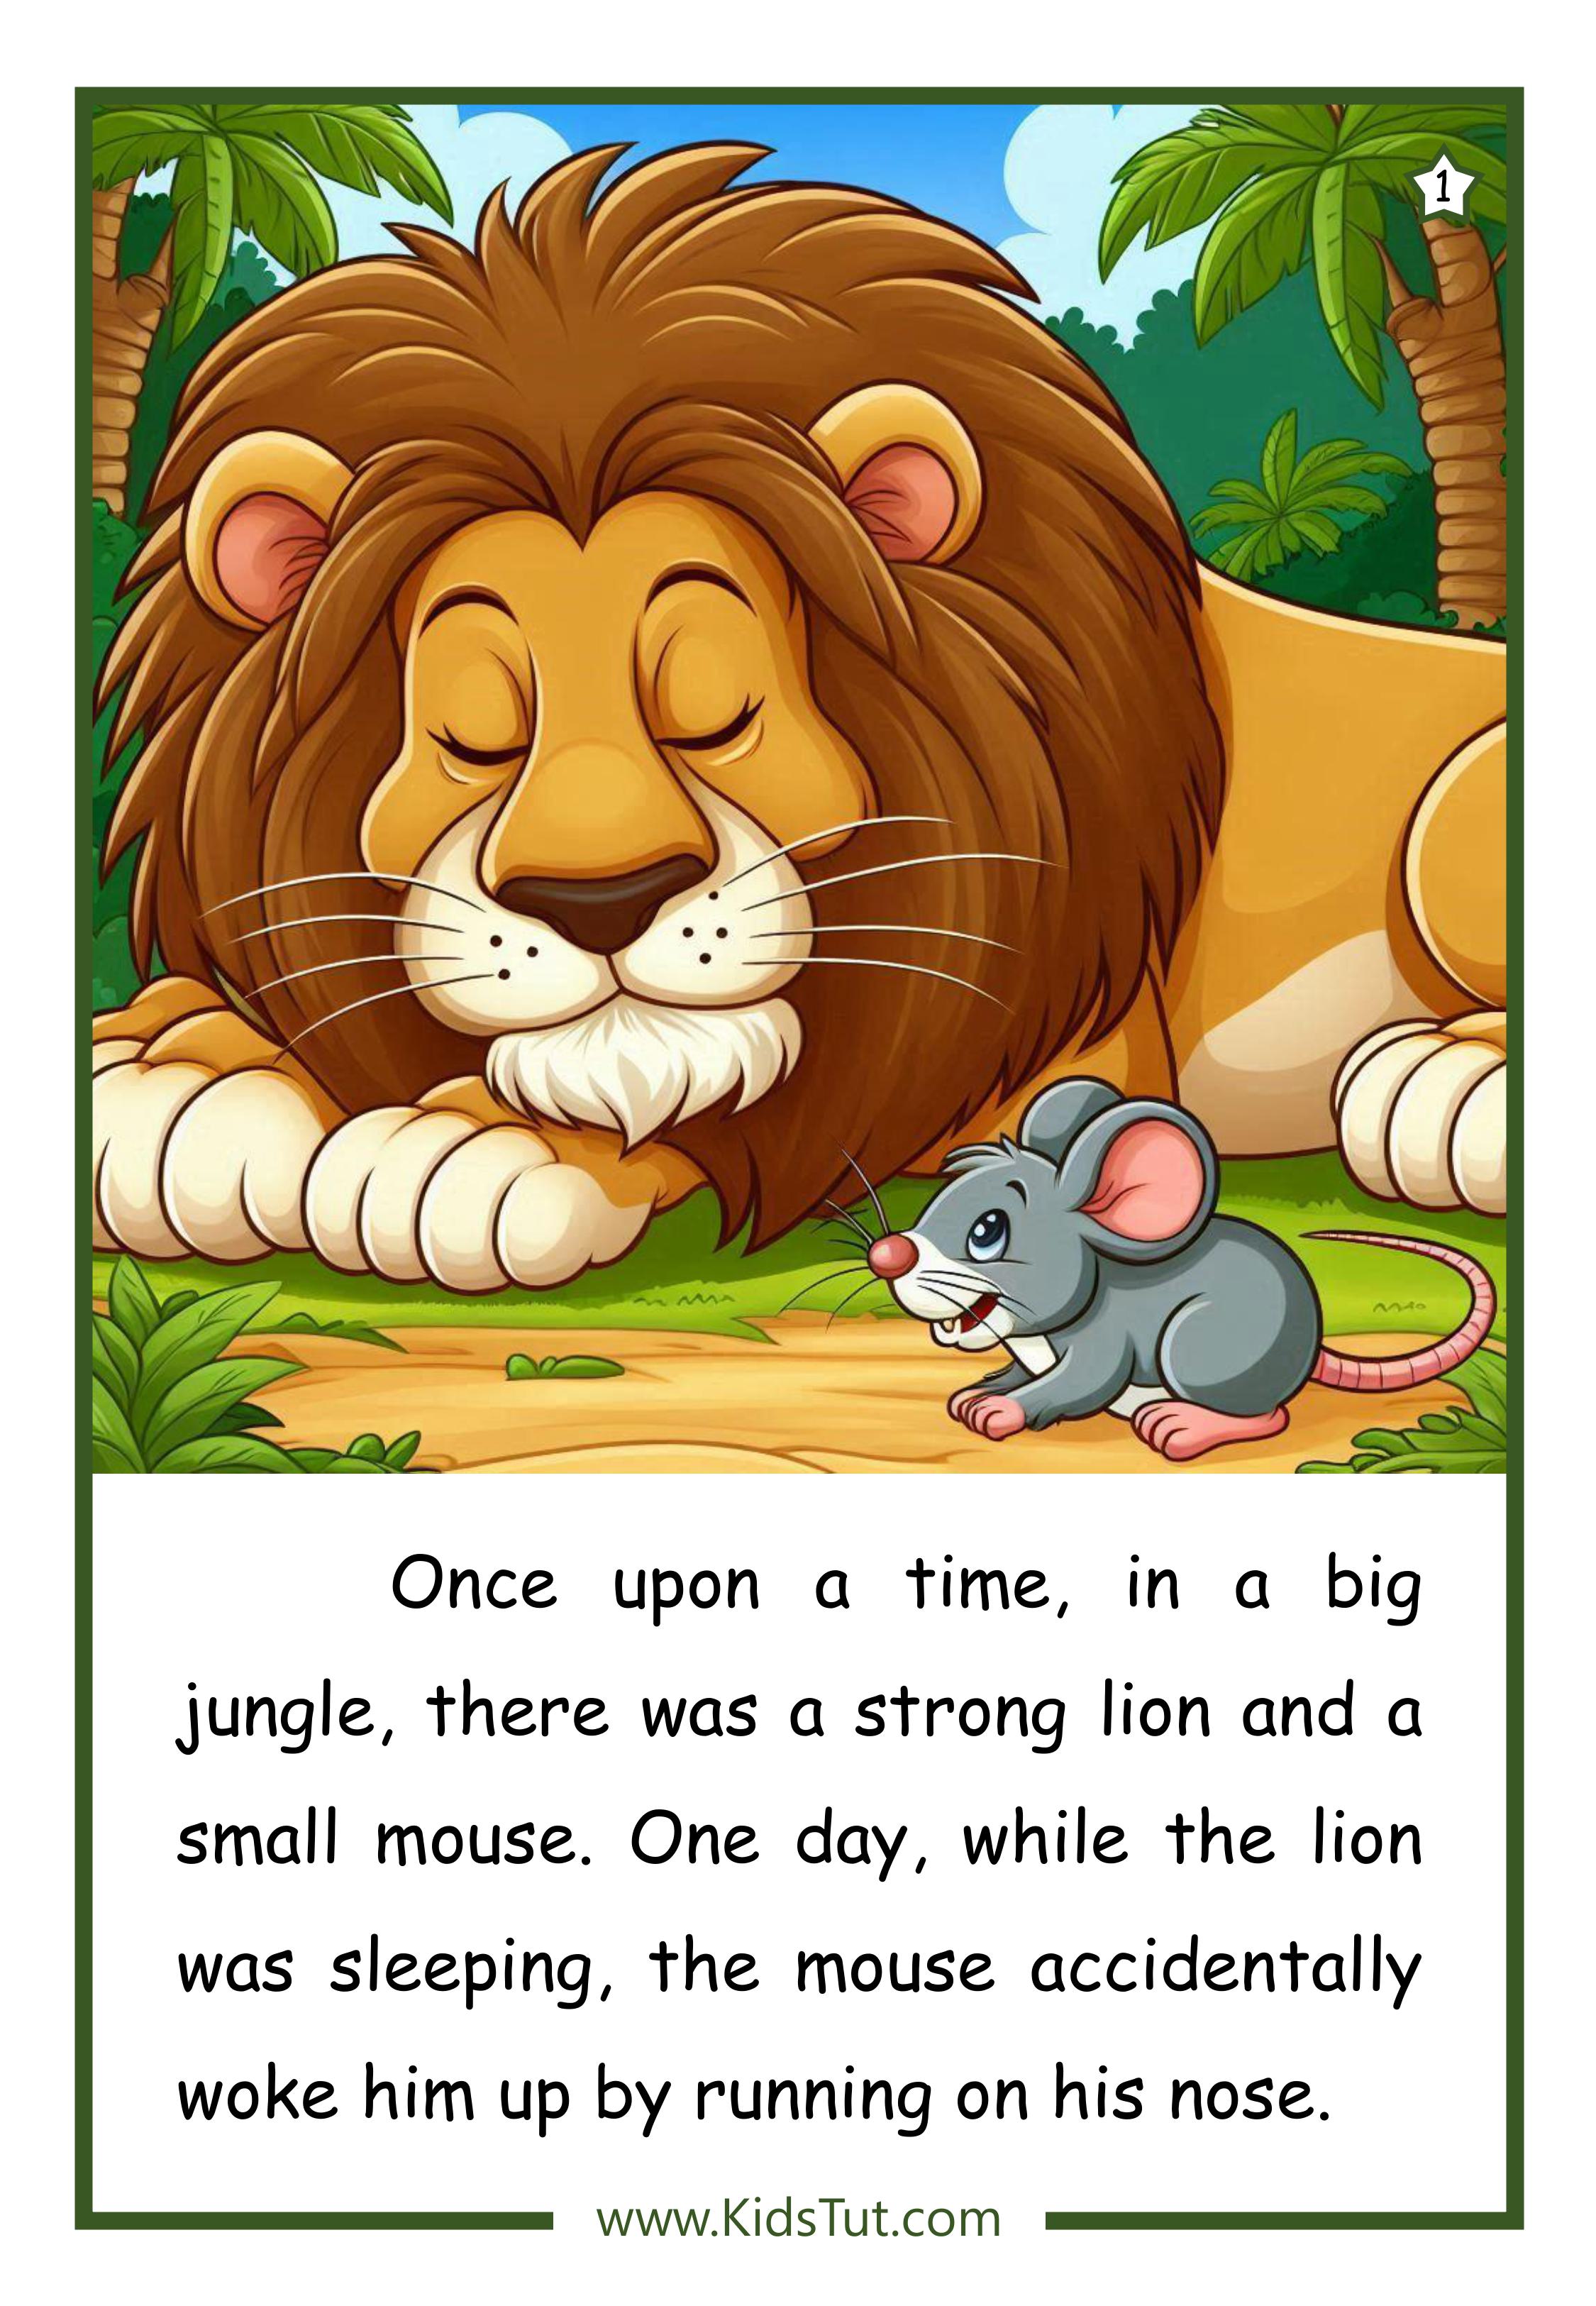 1
Once upon a time, in a big
jungle, there was a strong lion and a
small mouse. One day, while the lion
was sleeping, the mouse accidentally
woke him up by running on his nose.
www.KidsTut.com